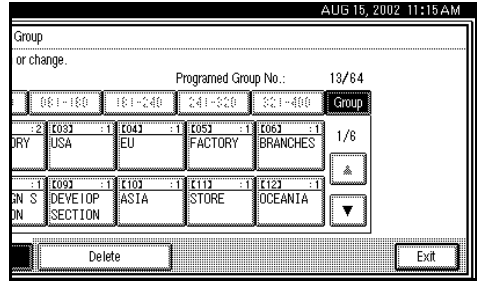 AUG 15, 2002 11:15AM
Group
or change.
Programed Group No.: 13/64
081-160 161-240 241-320 321-400 Group
:2 [03] :1 [04] :1 [05] :1 [06] :1
ORY USA EU FACTORY BRANCHES
1/6
:1 [09] :1 [10] :1 [11] :1 [12] :1
GN S DEVElOP ASIA STORE OCEANIA
ON SECTION
Delete Exit